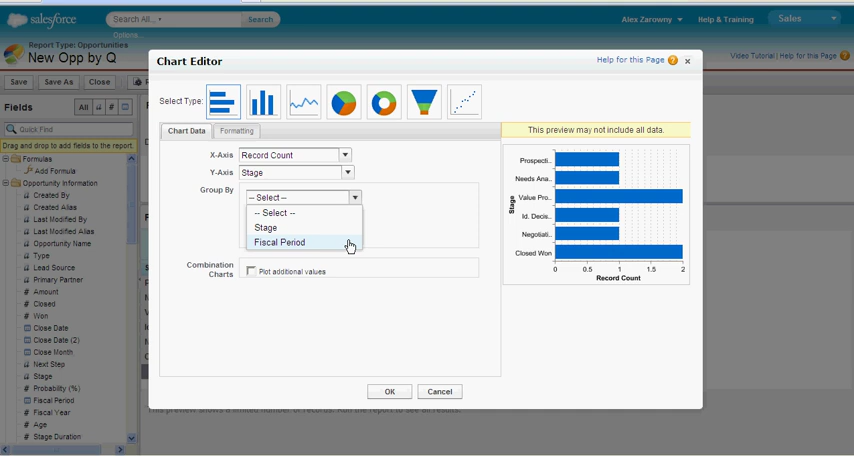 salesforce
Search All...
Search
Options...
Alex Zarowny
Help & Training
Sales
Report Type: Opportunities
New Opp by Q
Video Tutorial | Help for this Page
Save
Save As
Close
Fields
All
a
#
Quick Find
Drag and drop to add fields to the report.
Formulas
Add Formula
Opportunity Information
a Created By
a Created Alias
a Last Modified By
a Last Modified Alias
a Opportunity Name
a Type
a Lead Source
a Primary Partner
# Amount
# Closed
# Won
Close Date
Close Date (2)
Close Month
a Next Step
a Stage
# Probability (%)
Fiscal Period
# Fiscal Year
# Age
# Stage Duration
Chart Editor
Help for this Page
Select Type:
Chart Data
Formatting
X-Axis
Record Count
Y-Axis
Stage
Group By
-- Select --
-- Select --
Stage
Fiscal Period
Combination
Charts
Plot additional values
OK
Cancel
This preview may not include all data.
Stage
Prospecti..
Needs Ana..
Value Pro..
Id. Decis..
Negotiati..
Closed Won
0 0.5 1 1.5 2
Record Count
This preview shows a limited number of records. Run the report to see all results.